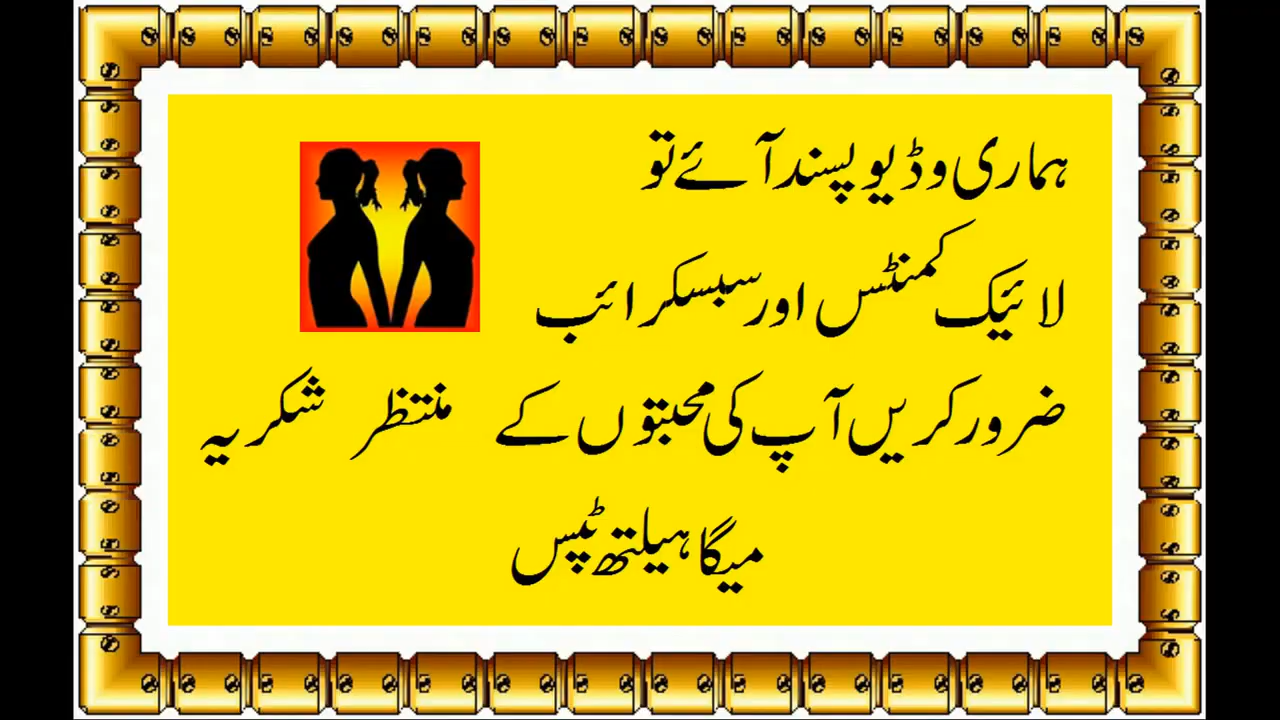 ہماری وڈیو پسند آئے تو
لائیک کمنٹس اور سبسکرائب
ضرور کریں آپ کی محبتوں کے منتظر شکریہ
میگا ہیلتھ ٹپس